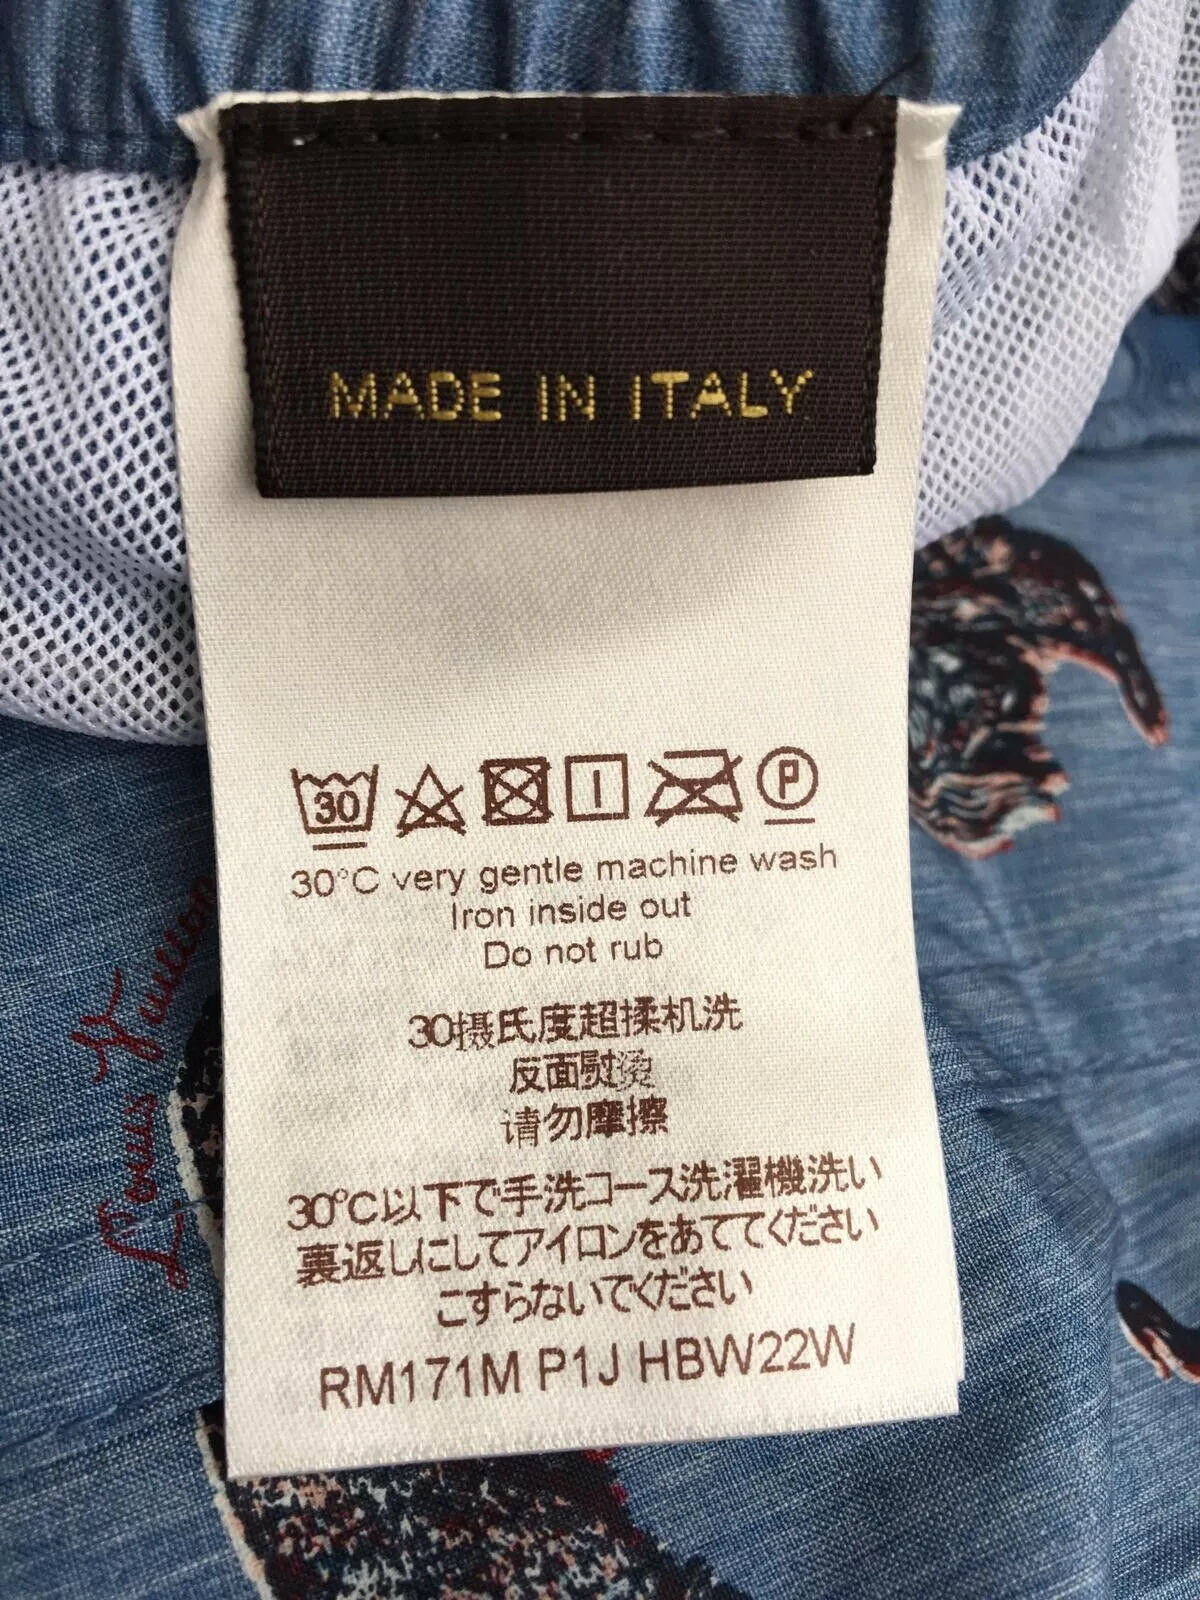 MADE IN ITALY
30
P
30°C very gentle machine wash
Iron inside out
Do not rub
30摄氏度超揉机洗
反面熨烫
请勿摩擦
30°C以下で手洗コース洗濯機洗い
裏返しにしてアイロンをあててください
こすらないでください
RM171M P1J HBW22W
Louis Vuitton